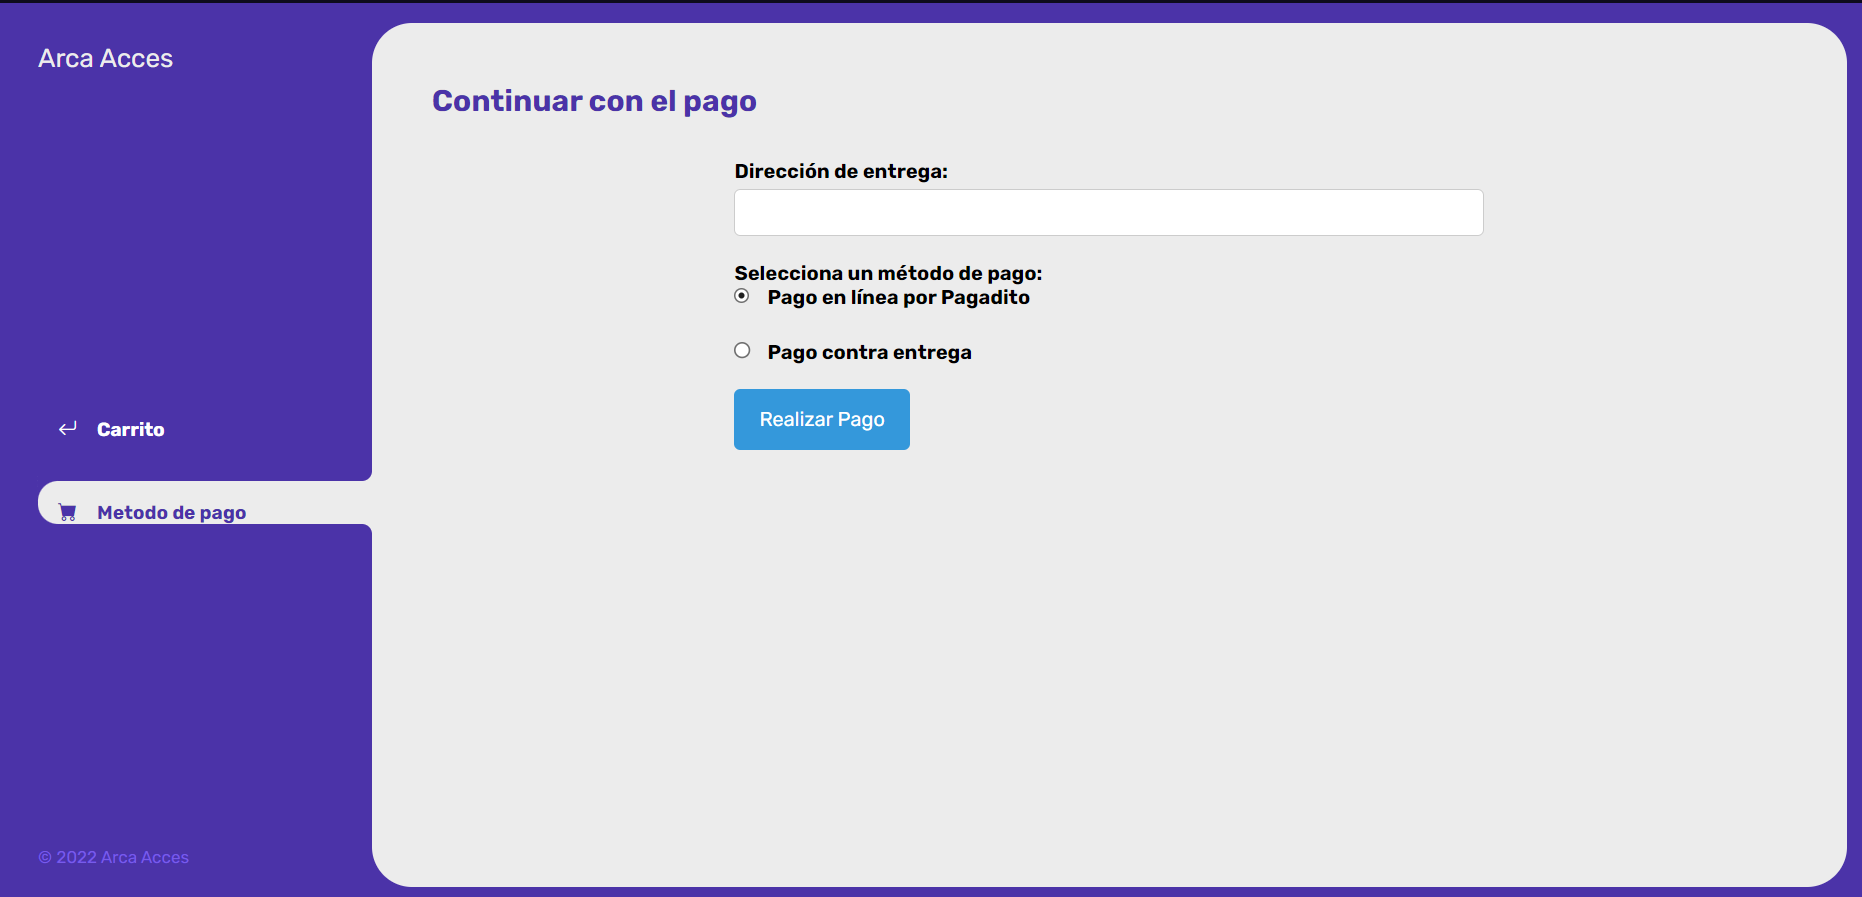 Arca Acces
Continuar con el pago
Dirección de entrega:
Selecciona un método de pago:
Pago en línea por Pagadito
Pago contra entrega
Realizar Pago
Carrito
Metodo de pago
© 2022 Arca Acces